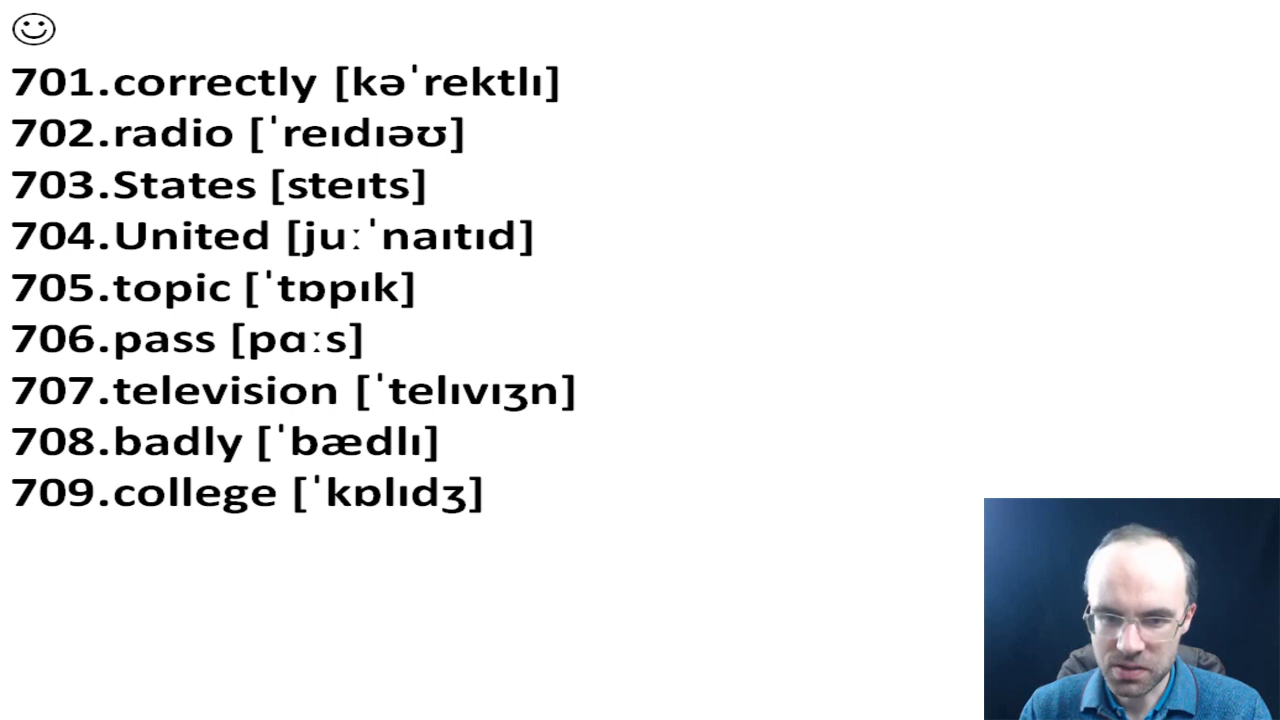 701.correctly [kəˈrektlɪ]
702.radio [ˈreɪdɪəʊ]
703.States [steɪts]
704.United [juːˈnaɪtɪd]
705.topic [ˈtɒpɪk]
706.pass [pɑːs]
707.television [ˈtelɪvɪʒn]
708.badly [ˈbædlɪ]
709.college [ˈkɒlɪdʒ]